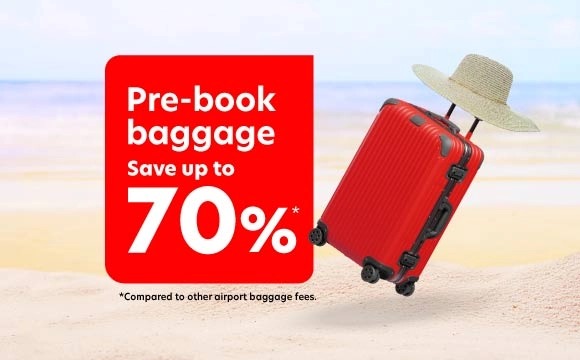 Pre-book
baggage
Save up to
70%*
*Compared to other airport baggage fees.